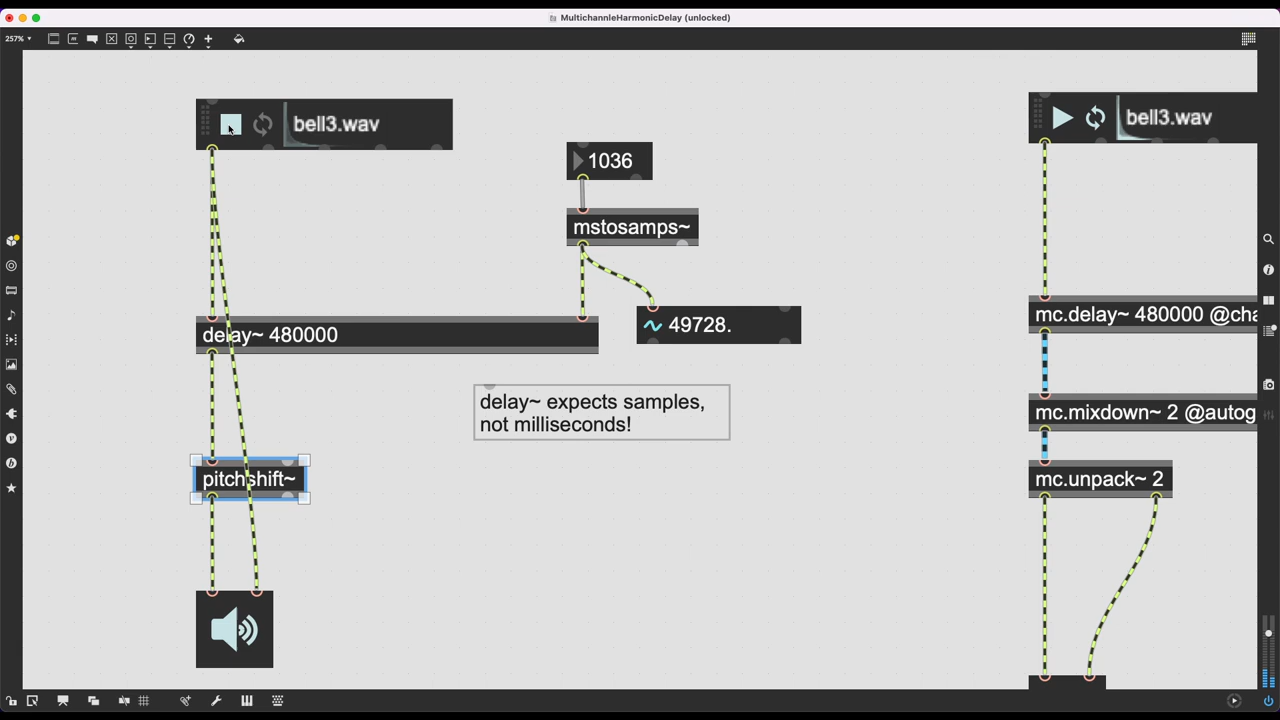 MultichannleHarmonicDelay (unlocked)
257%
bell3.wav
1036
mstosamps~
49728.
delay~ 480000
delay~ expects samples,
not milliseconds!
pitchshift~
bell3.wav
mc.delay~ 480000 @cha
mc.mixdown~ 2 @autog
mc.unpack~ 2